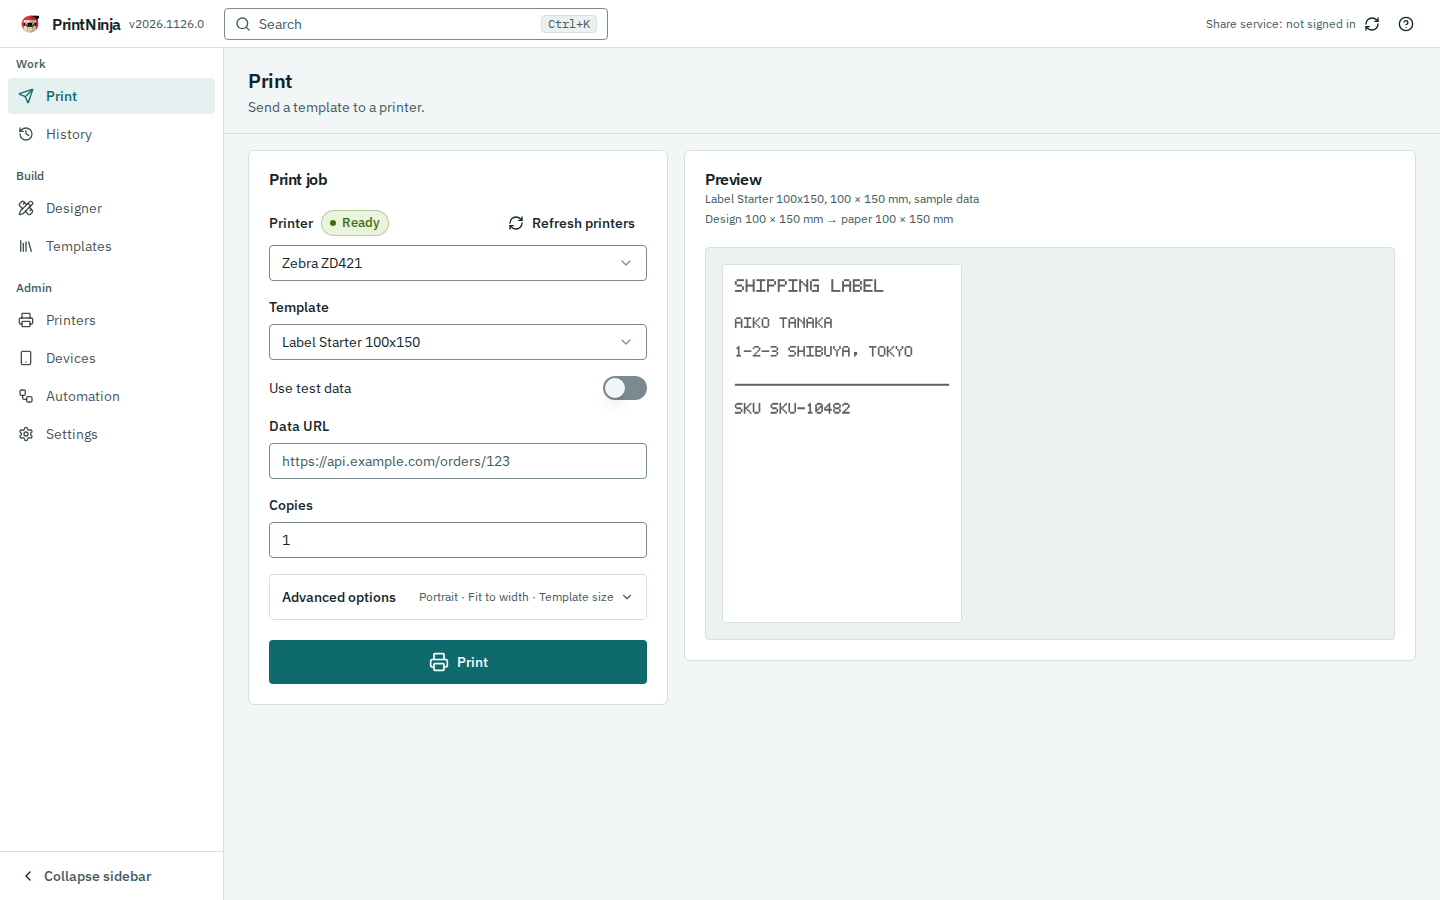 PrintNinja v2026.1126.0
Search
Ctrl+K
Share service: not signed in
Work
Print
History
Build
Designer
Templates
Admin
Printers
Devices
Automation
Settings
Collapse sidebar
Print
Send a template to a printer.
Print job
Printer
Ready
Refresh printers
Zebra ZD421
Template
Label Starter 100x150
Use test data
Data URL
https://api.example.com/orders/123
Copies
1
Advanced options
Portrait · Fit to width · Template size
Print
Preview
Label Starter 100x150, 100 × 150 mm, sample data
Design 100 × 150 mm → paper 100 × 150 mm
SHIPPING LABEL
AIKO TANAKA
1-2-3 SHIBUYA, TOKYO
SKU SKU-10482